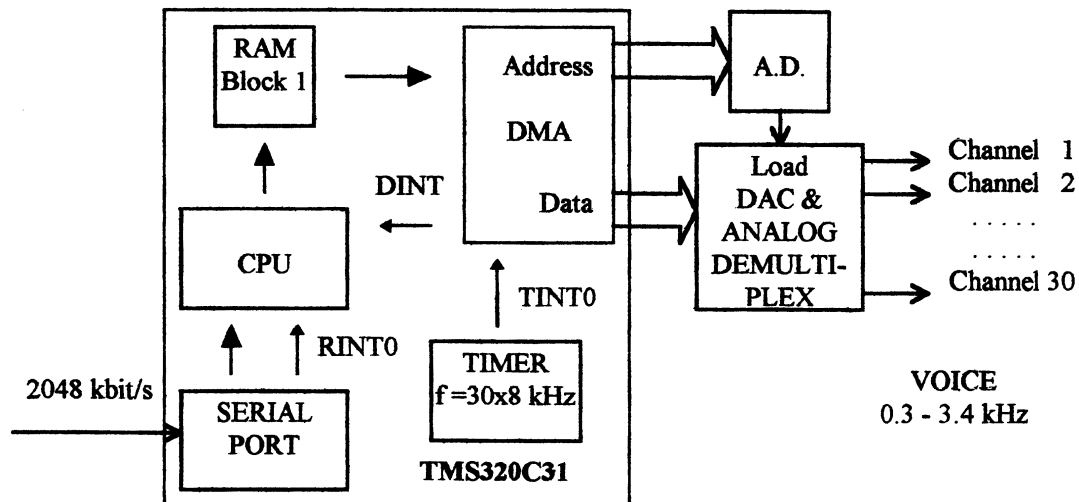 RAM
Block 1
Address
A.D.
DMA
DINT
Data
Load
DAC &
ANALOG
DEMULTI-
PLEX
Channel 1
Channel 2
. . . . .
. . . . .
Channel 30
CPU
TINT0
RINT0
TIMER
f =30x8 kHz
2048 kbit/s
SERIAL
PORT
TMS320C31
VOICE
0.3 - 3.4 kHz